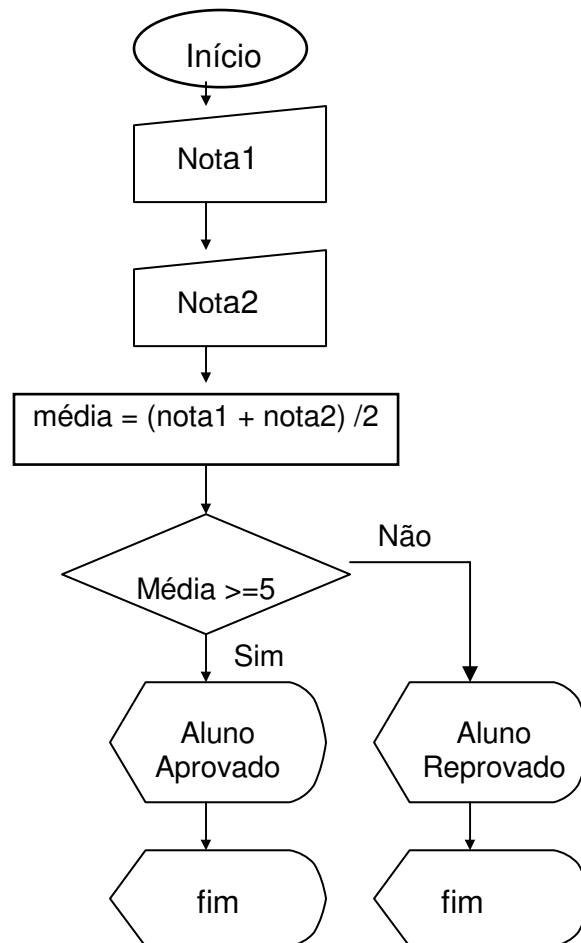 Início
Nota1
Nota2
média = (nota1 + nota2) /2
Média >=5
Não
Sim
Aluno
Aprovado
Aluno
Reprovado
fim
fim